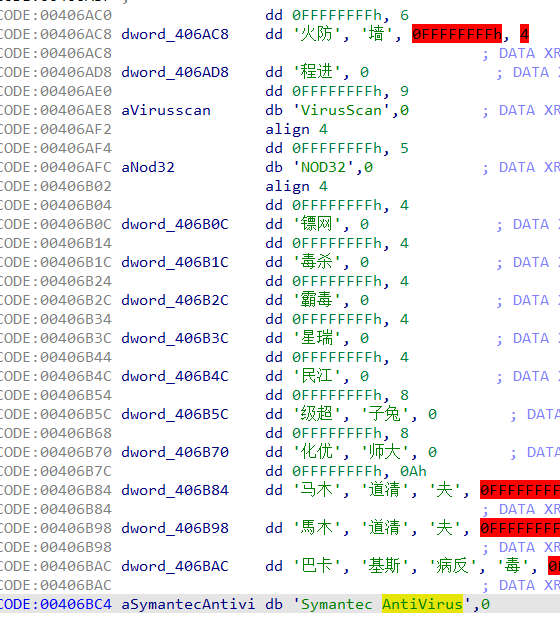 CODE:00406AC0 dd 0FFFFFFFFh, 6
CODE:00406AC8 dword_406AC8 dd '火防', '墙', 0FFFFFFFFh, 4
CODE:00406AC8 ; DATA XR
CODE:00406AD8 dword_406AD8 dd '程进', 0 ; DATA X
CODE:00406AE0 dd 0FFFFFFFFh, 9
CODE:00406AE8 aVirusscan db 'VirusScan',0 ; DATA XR
CODE:00406AF2 align 4
CODE:00406AF4 dd 0FFFFFFFFh, 5
CODE:00406AFC aNod32 db 'NOD32',0 ; DATA XR
CODE:00406B02 align 4
CODE:00406B04 dd 0FFFFFFFFh, 4
CODE:00406B0C dword_406B0C dd '镖网', 0 ; DATA X
CODE:00406B14 dd 0FFFFFFFFh, 4
CODE:00406B1C dword_406B1C dd '毒杀', 0 ; DATA X
CODE:00406B24 dd 0FFFFFFFFh, 4
CODE:00406B2C dword_406B2C dd '霸毒', 0 ; DATA X
CODE:00406B34 dd 0FFFFFFFFh, 4
CODE:00406B3C dword_406B3C dd '星瑞', 0 ; DATA X
CODE:00406B44 dd 0FFFFFFFFh, 4
CODE:00406B4C dword_406B4C dd '民江', 0 ; DATA X
CODE:00406B54 dd 0FFFFFFFFh, 8
CODE:00406B5C dword_406B5C dd '级超', '子兔', 0 ; DATA
CODE:00406B68 dd 0FFFFFFFFh, 8
CODE:00406B70 dword_406B70 dd '化优', '师大', 0 ; DATA
CODE:00406B7C dd 0FFFFFFFFh, 0Ah
CODE:00406B84 dword_406B84 dd '马木', '道清', '夫', 0FFFFFFFF
CODE:00406B84 ; DATA XR
CODE:00406B98 dword_406B98 dd '馬木', '道清', '夫', 0FFFFFFFF
CODE:00406B98 ; DATA XR
CODE:00406BAC dword_406BAC dd '巴卡', '基斯', '病反', '毒', 0F
CODE:00406BAC ; DATA XR
CODE:00406BC4 aSymantecAntivi db 'Symantec AntiVirus',0